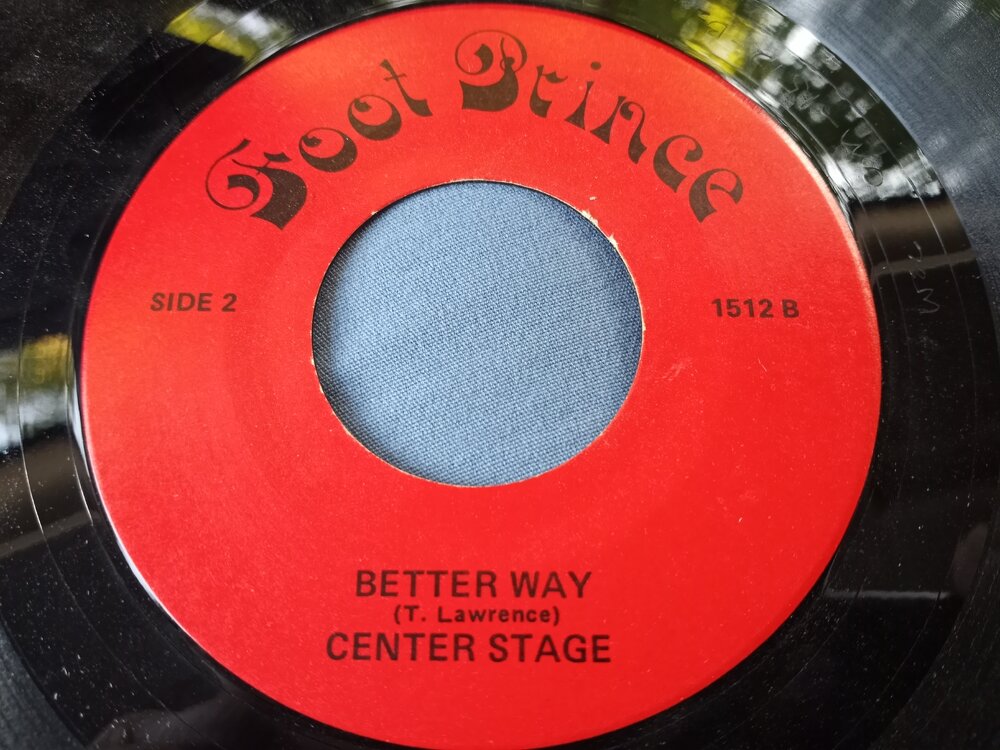 Foot Prince
SIDE 2
1512 B
BETTER WAY
(T. Lawrence)
CENTER STAGE